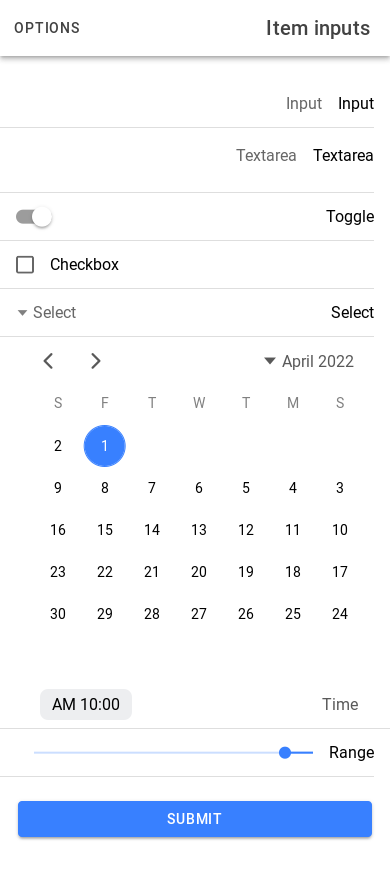 OPTIONS Item inputs
Input Input
Textarea Textarea
Toggle
Checkbox
Select Select
April 2022
S F T W T M S
2 1
9 8 7 6 5 4 3
16 15 14 13 12 11 10
23 22 21 20 19 18 17
30 29 28 27 26 25 24
AM 10:00 Time
Range
SUBMIT